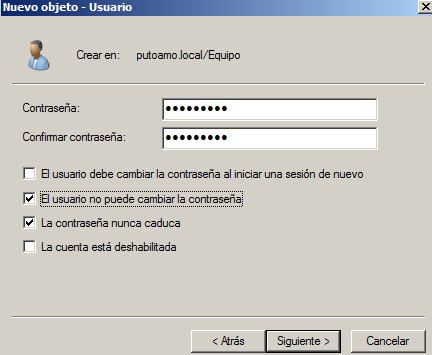 Nuevo objeto - Usuario
Crear en: putoamo.local/Equipo
Contraseña: •••••••••
Confirmar contraseña: •••••••••
El usuario debe cambiar la contraseña al iniciar una sesión de nuevo
El usuario no puede cambiar la contraseña
La contraseña nunca caduca
La cuenta está deshabilitada
< Atrás Siguiente > Cancelar